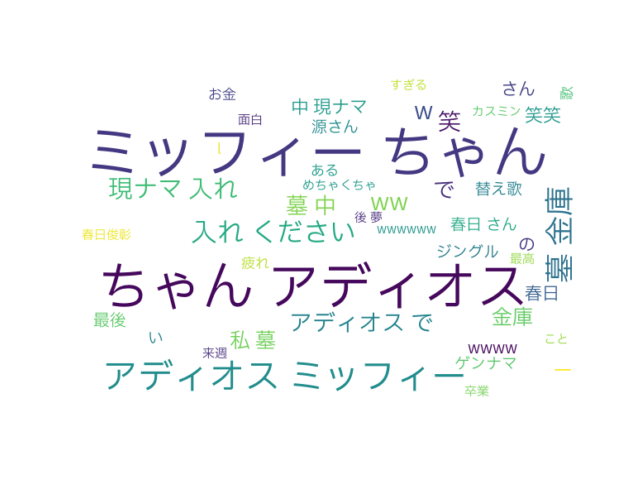 すぎる
お金
さん
歌
中 現ナマ
w
カスミン
笑笑
面白
源さん
笑
し
ミッフィー ちゃん
ある
現ナマ 入れ
めちゃくちゃ
で
替え歌
墓 中
ww
墓 金庫
後 夢
春日 さん
入れ ください
wwwwww
春日俊彰
の
ジングル
疲れ
最高
ちゃん アディオス
春日
最後
アディオス で
金庫
私 墓
い
こと
来週
wwww
アディオス ミッフィー
ゲンナマ
ー
卒業